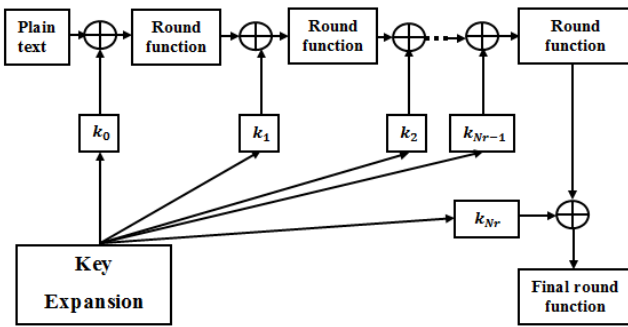 Plain
text
Round
function
Round
function
Round
function
k₀
k₁
k₂
kₙᵣ₋₁
kₙᵣ
Key
Expansion
Final round
function